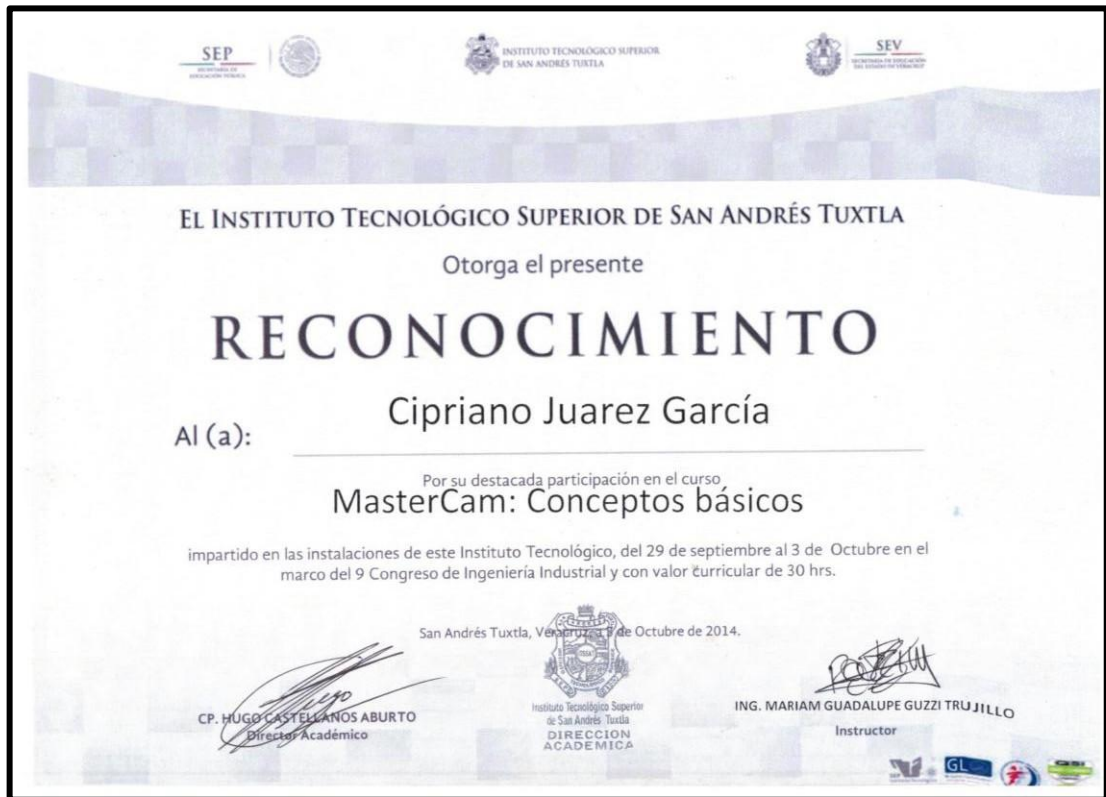 SEP
SECRETARÍA DE
EDUCACIÓN PÚBLICA
INSTITUTO TECNOLÓGICO SUPERIOR
DE SAN ANDRÉS TUXTLA
SEV
SECRETARÍA DE EDUCACIÓN
DEL ESTADO DE VERACRUZ
EL INSTITUTO TECNOLÓGICO SUPERIOR DE SAN ANDRÉS TUXTLA
Otorga el presente
RECONOCIMIENTO
Cipriano Juarez García
Al (a):
Por su destacada participación en el curso
MasterCam: Conceptos básicos
impartido en las instalaciones de este Instituto Tecnológico, del 29 de septiembre al 3 de Octubre en el
marco del 9 Congreso de Ingeniería Industrial y con valor curricular de 30 hrs.
San Andrés Tuxtla, Veracruz, a de Octubre de 2014.
CP. HUGO CASTELLANOS ABURTO
Director Académico
Instituto Tecnológico Superior
de San Andrés Tuxtla
DIRECCION
ACADEMICA
ING. MARIAM GUADALUPE GUZZI TRUJILLO
Instructor
GL
GSI